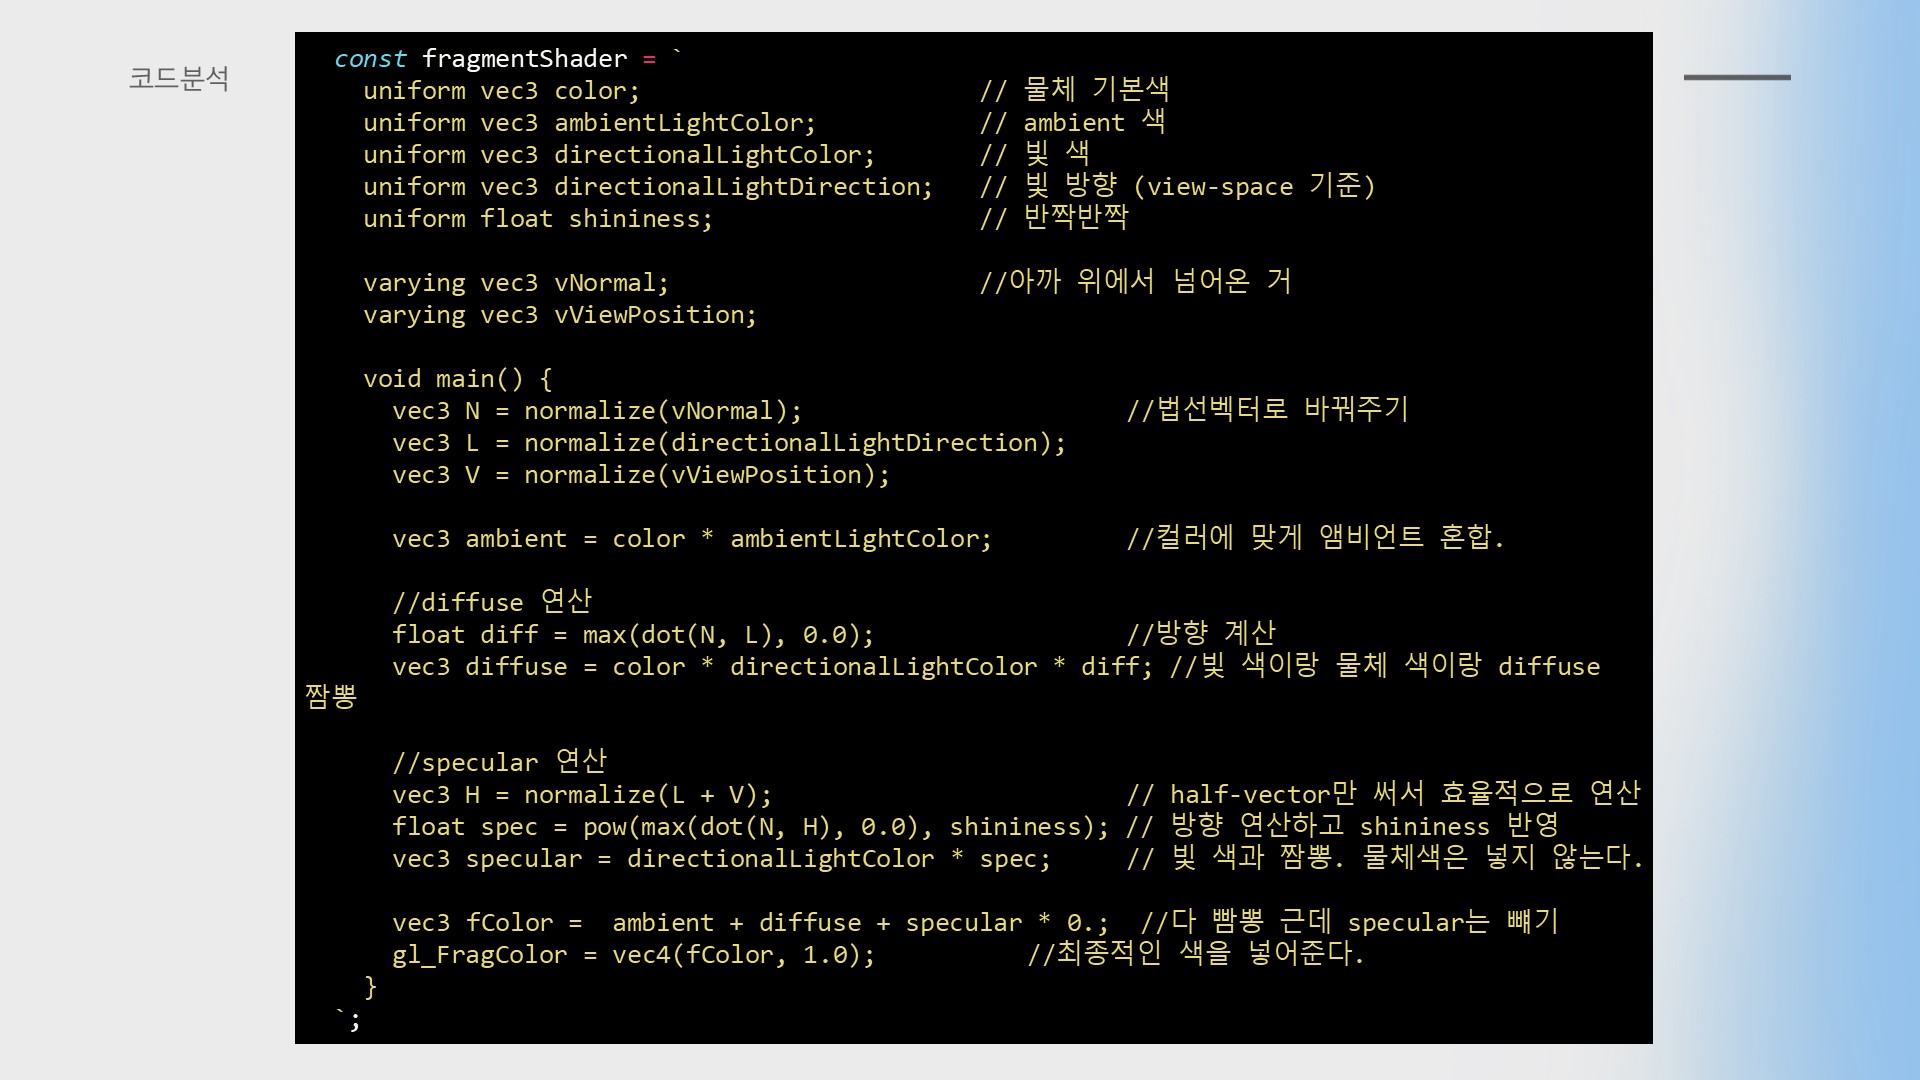 코드분석
const fragmentShader = `
uniform vec3 color; // 물체 기본색
uniform vec3 ambientLightColor; // ambient 색
uniform vec3 directionalLightColor; // 빛 색
uniform vec3 directionalLightDirection; // 빛 방향 (view-space 기준)
uniform float shininess; // 반짝반짝
varying vec3 vNormal; //아까 위에서 넘어온 거
varying vec3 vViewPosition;
void main() {
vec3 N = normalize(vNormal); //법선벡터로 바꿔주기
vec3 L = normalize(directionalLightDirection);
vec3 V = normalize(vViewPosition);
vec3 ambient = color * ambientLightColor; //컬러에 맞게 앰비언트 혼합.
//diffuse 연산
float diff = max(dot(N, L), 0.0); //방향 계산
vec3 diffuse = color * directionalLightColor * diff; //빛 색이랑 물체 색이랑 diffuse
짬뽕
//specular 연산
vec3 H = normalize(L + V); // half-vector만 써서 효율적으로 연산
float spec = pow(max(dot(N, H), 0.0), shininess); // 방향 연산하고 shininess 반영
vec3 specular = directionalLightColor * spec; // 빛 색과 짬뽕. 물체색은 넣지 않는다.
vec3 fColor =  ambient + diffuse + specular * 0.; //다 빰뽕 근데 specular는 빼기
gl_FragColor = vec4(fColor, 1.0); //최종적인 색을 넣어준다.
}
`;